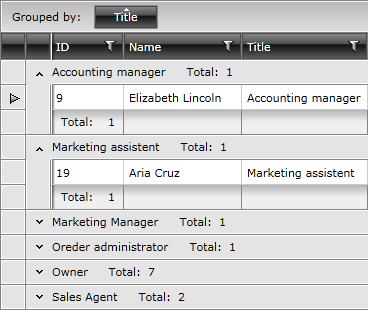 Grouped by: Title
ID Name Title
Accounting manager Total: 1
9 Elizabeth Lincoln Accounting manager
Total: 1
Marketing assistent Total: 1
19 Aria Cruz Marketing assistent
Total: 1
Marketing Manager Total: 1
Oreder administrator Total: 1
Owner Total: 7
Sales Agent Total: 2